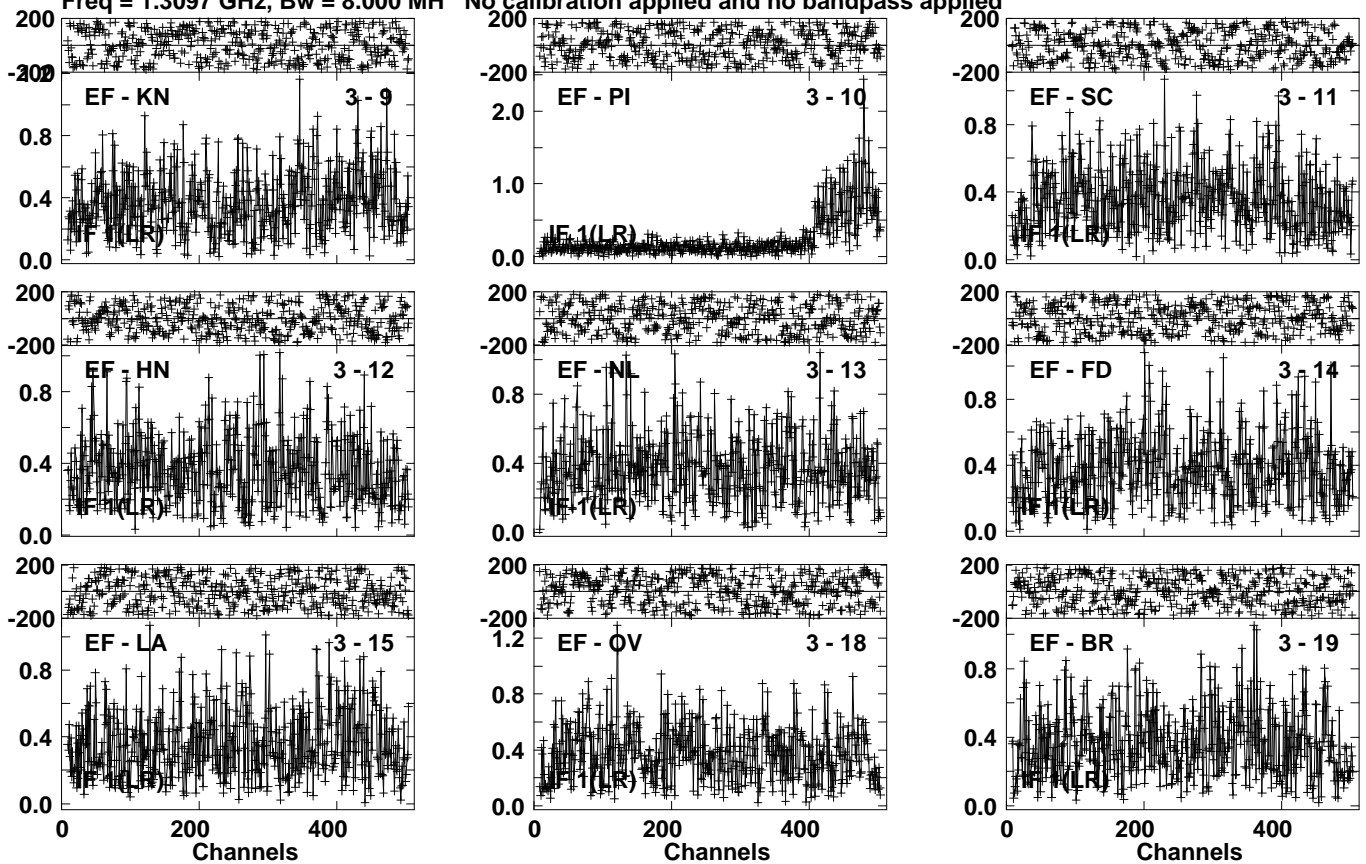 Freq = 1.3097 GHz, Bw = 8.000 MH No calibration applied and no bandpass applied
200 200 200
-200 -200 -200
1.2
EF - KN 3 - 9 EF - PI 3 - 10 EF - SC 3 - 11
0.8 2.0 0.8
0.4 1.0 0.4
IF 1(LR) IF 1(LR) IF 1(LR)
0.0 0.0 0.0
200 200 200
-200 -200 -200
EF - HN 3 - 12 EF - NL 3 - 13 EF - FD 3 - 14
0.8 0.8 0.8
0.4 0.4 0.4
IF 1(LR) IF 1(LR) IF 1(LR)
0.0 0.0 0.0
200 200 200
-200 -200 -200
EF - LA 3 - 15 1.2 EF - OV 3 - 18 EF - BR 3 - 19
0.8 0.8 0.8
0.4 0.4 0.4
IF 1(LR) IF 1(LR) IF 1(LR)
0.0 0.0 0.0
0 200 400 0 200 400 0 200 400
Channels Channels Channels